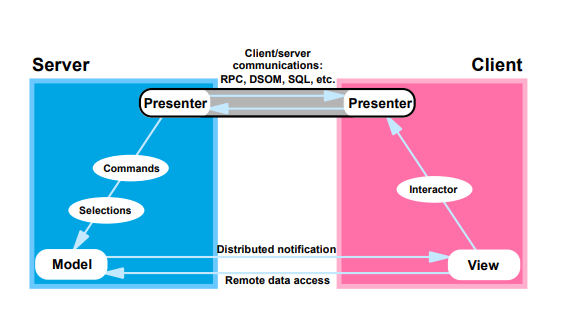 Server
Client/server
communications:
RPC, DSOM, SQL, etc.
Client
Presenter
Presenter
Commands
Selections
Interactor
Distributed notification
Model
View
Remote data access